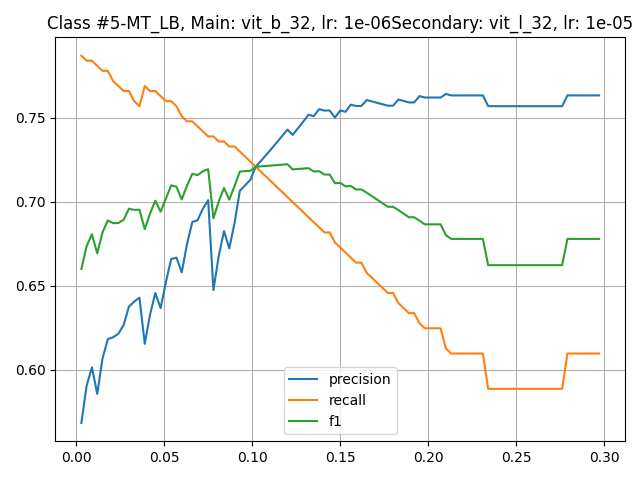 Class #5-MT_LB, Main: vit_b_32, lr: 1e-06Secondary: vit_l_32, lr: 1e-05
0.75
0.70
0.65
0.60
precision
recall
f1
0.00 0.05 0.10 0.15 0.20 0.25 0.30